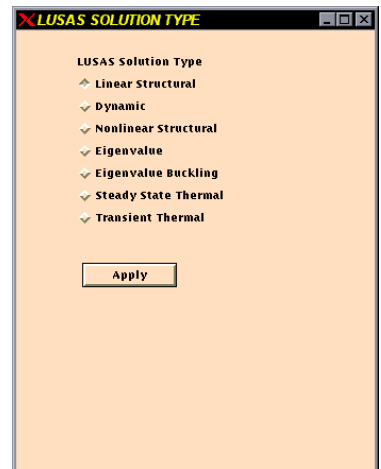 LUSAS SOLUTION TYPE
LUSAS Solution Type
Linear Structural
Dynamic
Nonlinear Structural
Eigenvalue
Eigenvalue Buckling
Steady State Thermal
Transient Thermal
Apply